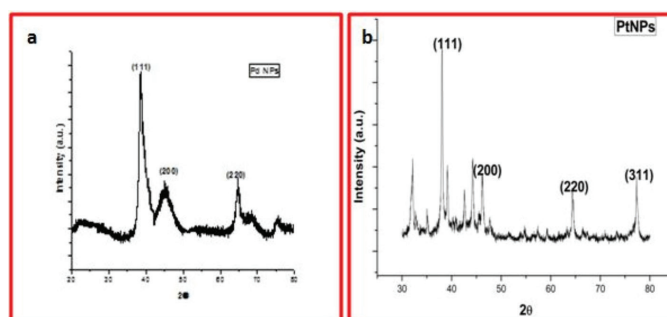 a
(111)
Pd NPs
(200)
(220)
Intensity (a.u.)
20 30 40 50 60 70 80
2θ
b
PtNPs
(111)
(200)
(220)
(311)
Intensity (a.u.)
30 40 50 60 70 80
2θ